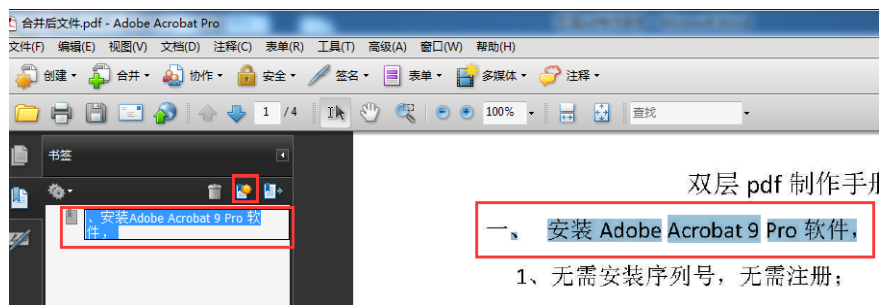 合并后文件.pdf - Adobe Acrobat Pro
文件(F) 编辑(E) 视图(V) 文档(D) 注释(C) 表单(R) 工具(T) 高级(A) 窗口(W) 帮助(H)
创建 合并 协作 安全 签名 表单 多媒体 注释
1 /4 100% 查找
书签
、安装Adobe Acrobat 9 Pro 软
件，
双层 pdf 制作手册
一、 安装 Adobe Acrobat 9 Pro 软件，
1、无需安装序列号，无需注册；